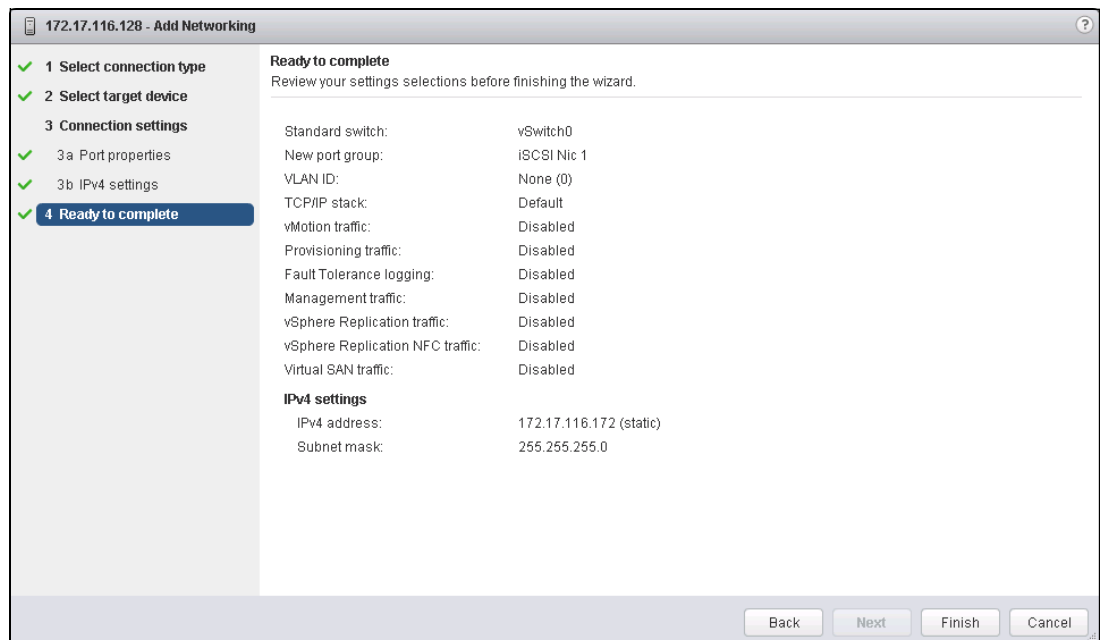 172.17.116.128 - Add Networking
?
1 Select connection type
2 Select target device
3 Connection settings
3a Port properties
3b IPv4 settings
4 Ready to complete
Ready to complete
Review your settings selections before finishing the wizard.
Standard switch: vSwitch0
New port group: iSCSI Nic 1
VLAN ID: None (0)
TCP/IP stack: Default
vMotion traffic: Disabled
Provisioning traffic: Disabled
Fault Tolerance logging: Disabled
Management traffic: Disabled
vSphere Replication traffic: Disabled
vSphere Replication NFC traffic: Disabled
Virtual SAN traffic: Disabled
IPv4 settings
IPv4 address: 172.17.116.172 (static)
Subnet mask: 255.255.255.0
Back Next Finish Cancel